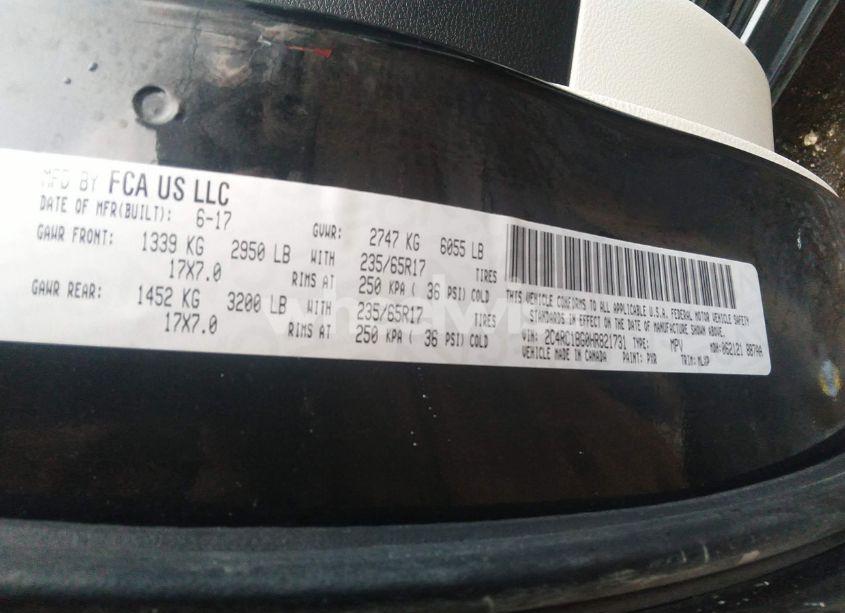 MFD BY FCA US LLC
DATE OF MFR(BUILT): 6-17
GVWR: 2747 KG 6055 LB
GAWR FRONT: 1339 KG 2950 LB WITH 235/65R17 TIRES
17X7.0 RIMS AT 250 KPA ( 36 PSI) COLD
GAWR REAR: 1452 KG 3200 LB WITH 235/65R17 TIRES
17X7.0 RIMS AT 250 KPA ( 36 PSI) COLD
THIS VEHICLE CONFORMS TO ALL APPLICABLE U.S.A. FEDERAL MOTOR VEHICLE SAFETY
STANDARDS IN EFFECT ON THE DATE OF MANUFACTURE SHOWN ABOVE.
VIN: 2C4RC1BG0HR821731 TYPE: MPV MDH: 062121 887AA
VEHICLE MADE IN CANADA PAINT: PXR TRIM: MLXP